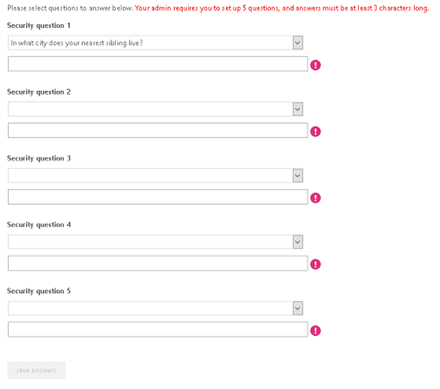 Please select questions to answer below. Your admin requires you to set up 5 questions, and answers must be at least 3 characters long.
Security question 1
In what city does your nearest sibling live?
Security question 2
Security question 3
Security question 4
Security question 5
save answers